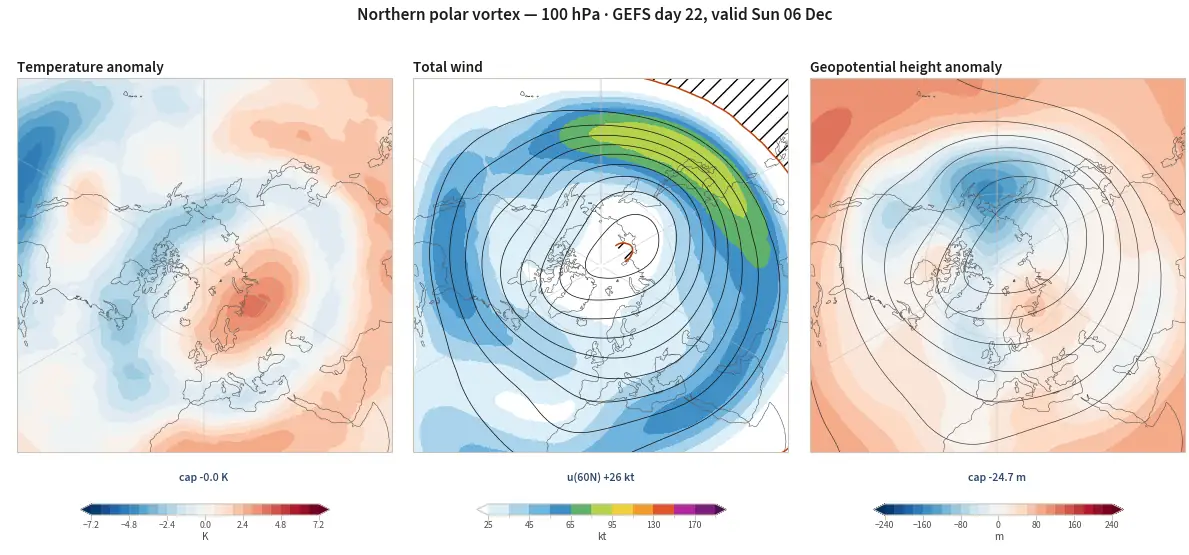 Northern polar vortex — 100 hPa · GEFS day 22, valid Sun 06 Dec
Temperature anomaly
Total wind
Geopotential height anomaly
cap -0.0 K
u(60N) +26 kt
cap -24.7 m
−7.2 −4.8 −2.4 0.0 2.4 4.8 7.2
K
25 45 65 95 130 170
kt
−240 −160 −80 0 80 160 240
m